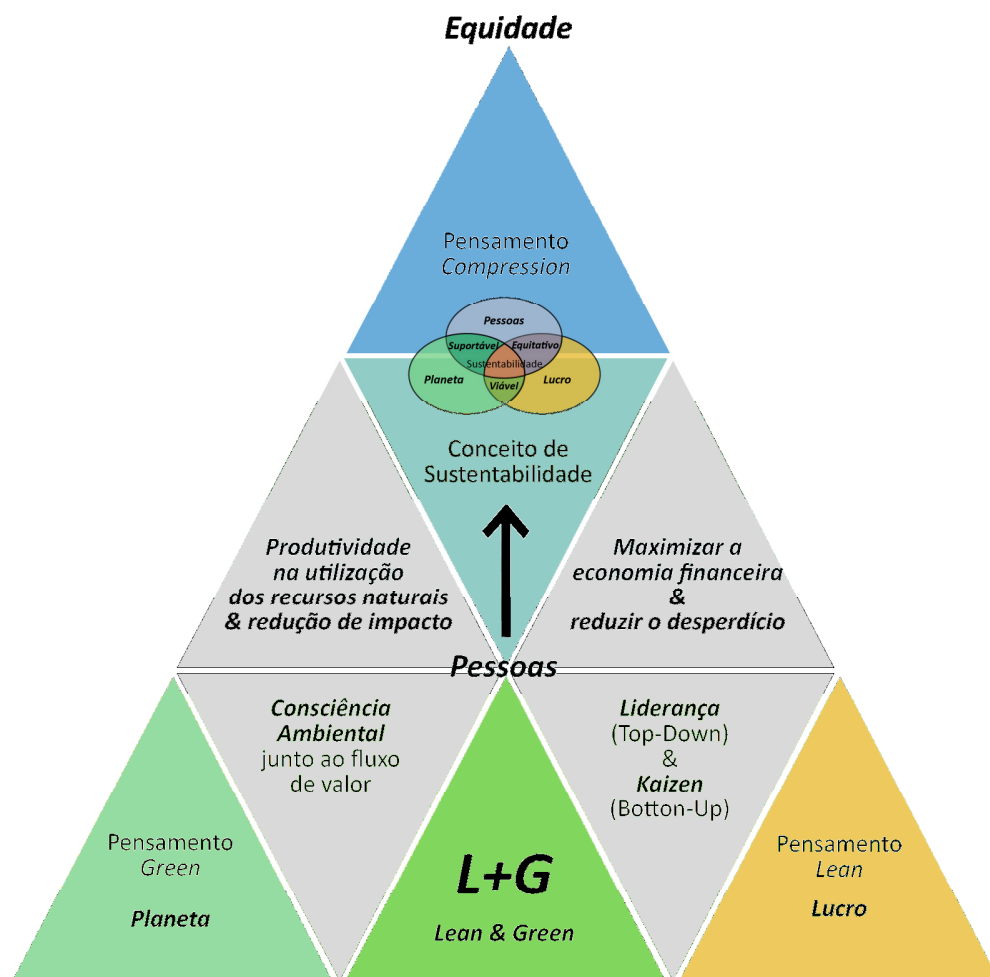 Equidade
Pensamento
Compression
Pessoas
Suportável
Equitativo
Sustentabilidade
Planeta
Viável
Lucro
Conceito de
Sustentabilidade
Produtividade
na utilização
dos recursos naturais
& redução de impacto
Maximizar a
economia financeira
&
reduzir o desperdício
Pessoas
Consciência
Ambiental
junto ao fluxo
de valor
Liderança
(Top-Down)
&
Kaizen
(Botton-Up)
Pensamento
Green
Planeta
L+G
Lean & Green
Pensamento
Lean
Lucro